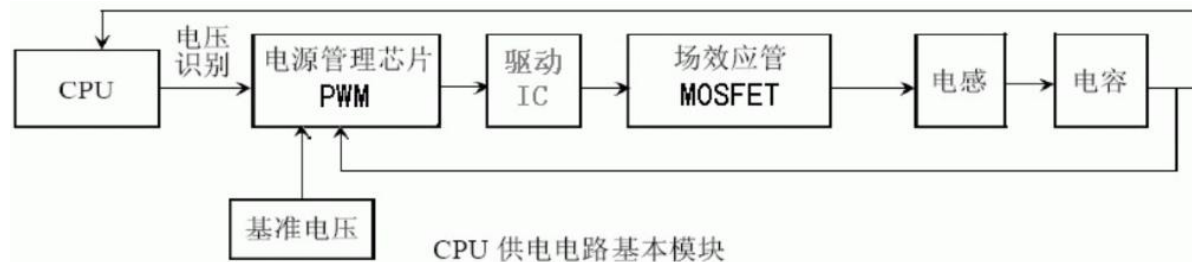 电压
识别
CPU
电源管理芯片
PWM
驱动
IC
场效应管
MOSFET
电感
电容
基准电压
CPU 供电电路基本模块